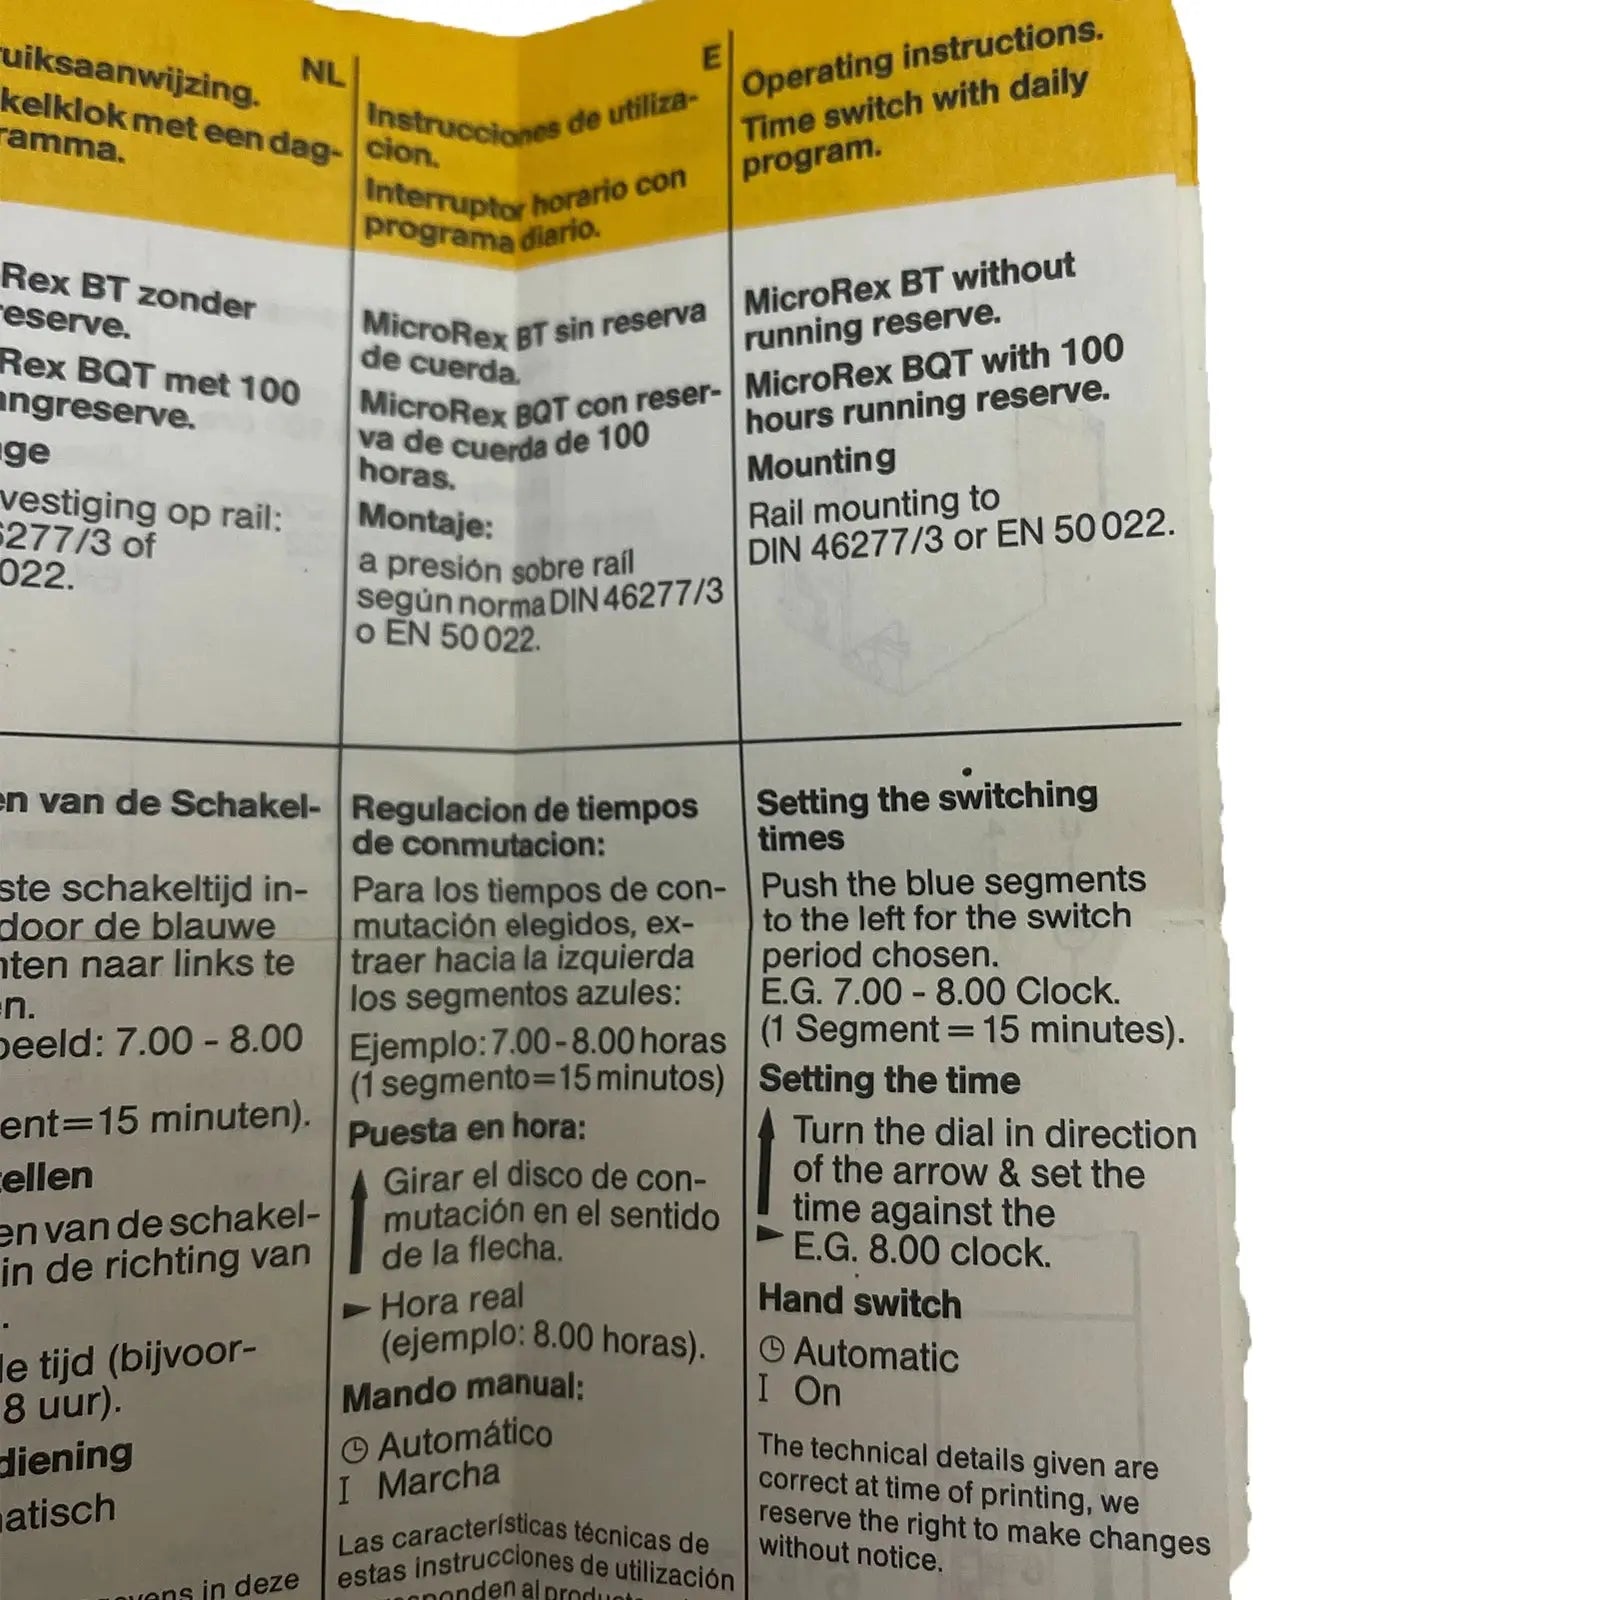 uiksaanwijzing.
NL
kelklok met een dag-
ramma.
Rex BT zonder
eserve.
Rex BQT met 100
angreserve.
ge
vestiging op rail:
6277/3 of
022.
en van de Schakel-
ste schakeltijd in-
door de blauwe
nten naar links te
en.
beeld: 7.00 - 8.00
ent=15 minuten).
ellen
en van de schakel-
in de richting van
.
le tijd (bijvoor-
8 uur).
diening
atisch
evens in deze
E
Instrucciones de utiliza-
cion.
Interruptor horario con
programa diario.
MicroRex BT sin reserva
de cuerda.
MicroRex BQT con reser-
va de cuerda de 100
horas.
Montaje:
a presión sobre raíl
según norma DIN 46277/3
o EN 50 022.
Regulacion de tiempos
de conmutacion:
Para los tiempos de con-
mutación elegidos, ex-
traer hacia la izquierda
los segmentos azules:
Ejemplo: 7.00 - 8.00 horas
(1 segmento=15 minutos)
Puesta en hora:
Girar el disco de con-
mutación en el sentido
de la flecha.
Hora real
(ejemplo: 8.00 horas).
Mando manual:
Automático
I Marcha
Las características técnicas de
estas instrucciones de utilización
ponden al produc
Operating instructions.
Time switch with daily
program.
MicroRex BT without
running reserve.
MicroRex BQT with 100
hours running reserve.
Mounting
Rail mounting to
DIN 46277/3 or EN 50 022.
Setting the switching
times
Push the blue segments
to the left for the switch
period chosen.
E.G. 7.00 - 8.00 Clock.
(1 Segment = 15 minutes).
Setting the time
Turn the dial in direction
of the arrow & set the
time against the
E.G. 8.00 clock.
Hand switch
Automatic
I On
The technical details given are
correct at time of printing, we
reserve the right to make changes
without notice.